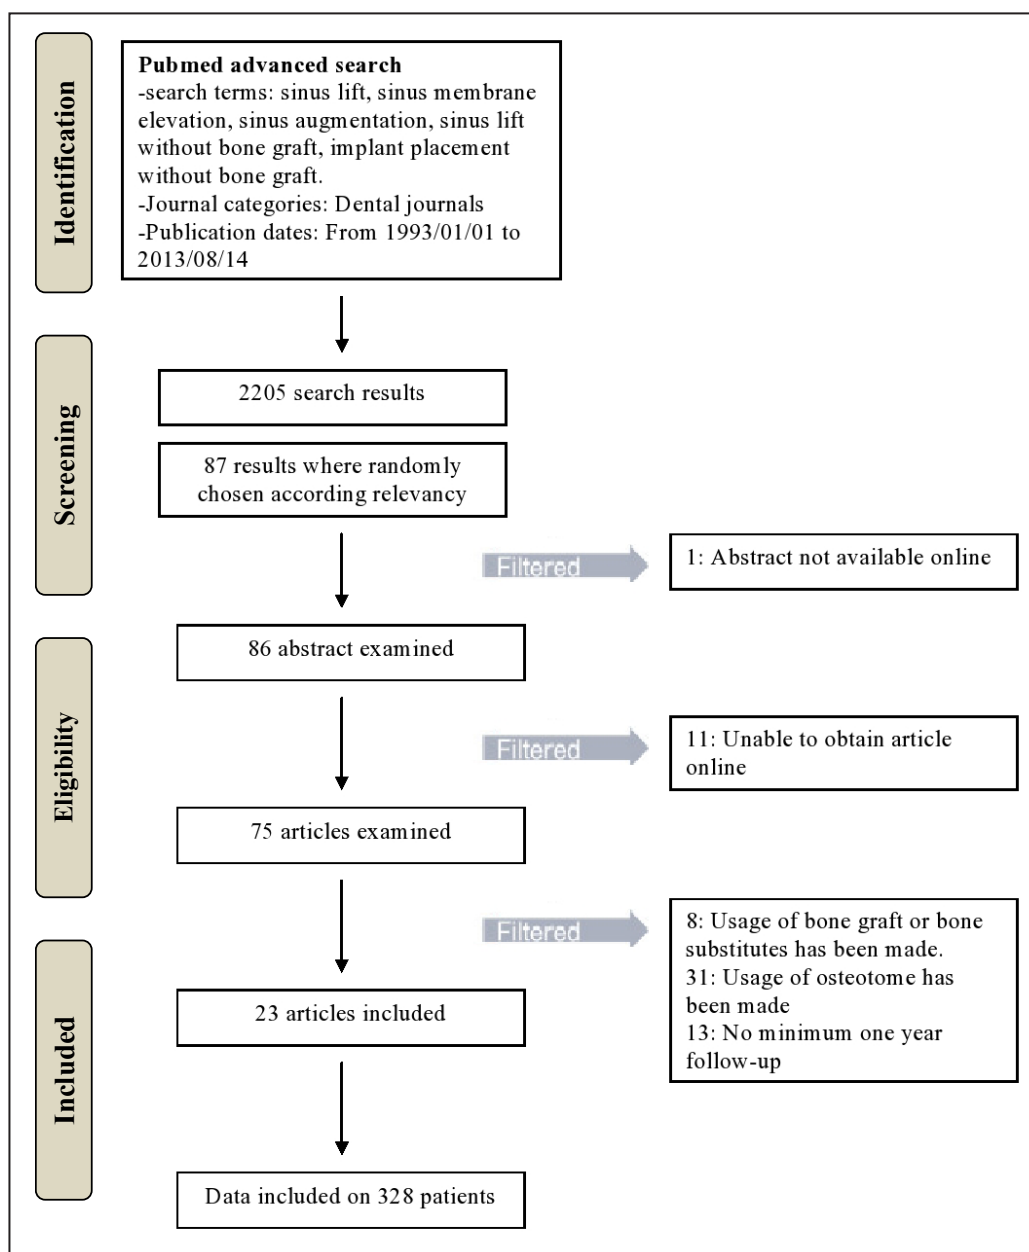 Identification
Pubmed advanced search
-search terms: sinus lift, sinus membrane
elevation, sinus augmentation, sinus lift
without bone graft, implant placement
without bone graft.
-Journal categories: Dental journals
-Publication dates: From 1993/01/01 to
2013/08/14
Screening
2205 search results
87 results where randomly
chosen according relevancy
Filtered
1: Abstract not available online
Eligibility
86 abstract examined
Filtered
11: Unable to obtain article
online
75 articles examined
Filtered
8: Usage of bone graft or bone
substitutes has been made.
31: Usage of osteotome has
been made
13: No minimum one year
follow-up
Included
23 articles included
Data included on 328 patients